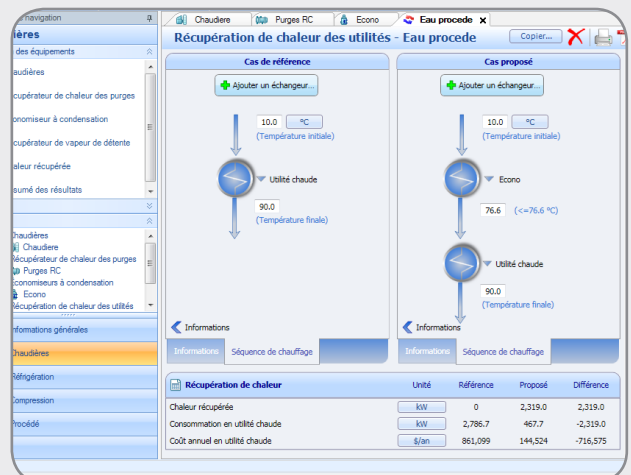 navigation
ières
des équipements
audières
cupérateur de chaleur des purges
onomiseur à condensation
cupérateur de vapeur de détente
aleur récupérée
sumé des résultats
Chaudières
Chaudiere
Récupérateur de chaleur des purges
Purges RC
Économiseurs à condensation
Econo
Récupération de chaleur des utilités
nformations générales
Chaudières
Réfrigération
Compression
Procédé
Chaudiere Purges RC Econo Eau procede x
Récupération de chaleur des utilités - Eau procede Copier...
Cas de référence
Ajouter un échangeur...
10.0 °C
(Température initiale)
Utilité chaude
90.0
(Température finale)
Informations
Informations Séquence de chauffage
Cas proposé
Ajouter un échangeur...
10.0 °C
(Température initiale)
Econo
76.6 (<=76.6 °C)
Utilité chaude
90.0
(Température finale)
Informations
Informations Séquence de chauffage
Récupération de chaleur Unité Référence Proposé Différence
Chaleur récupérée kW 0 2,319.0 2,319.0
Consommation en utilité chaude kW 2,786.7 467.7 -2,319.0
Coût annuel en utilité chaude $/an 861,099 144,524 -716,575